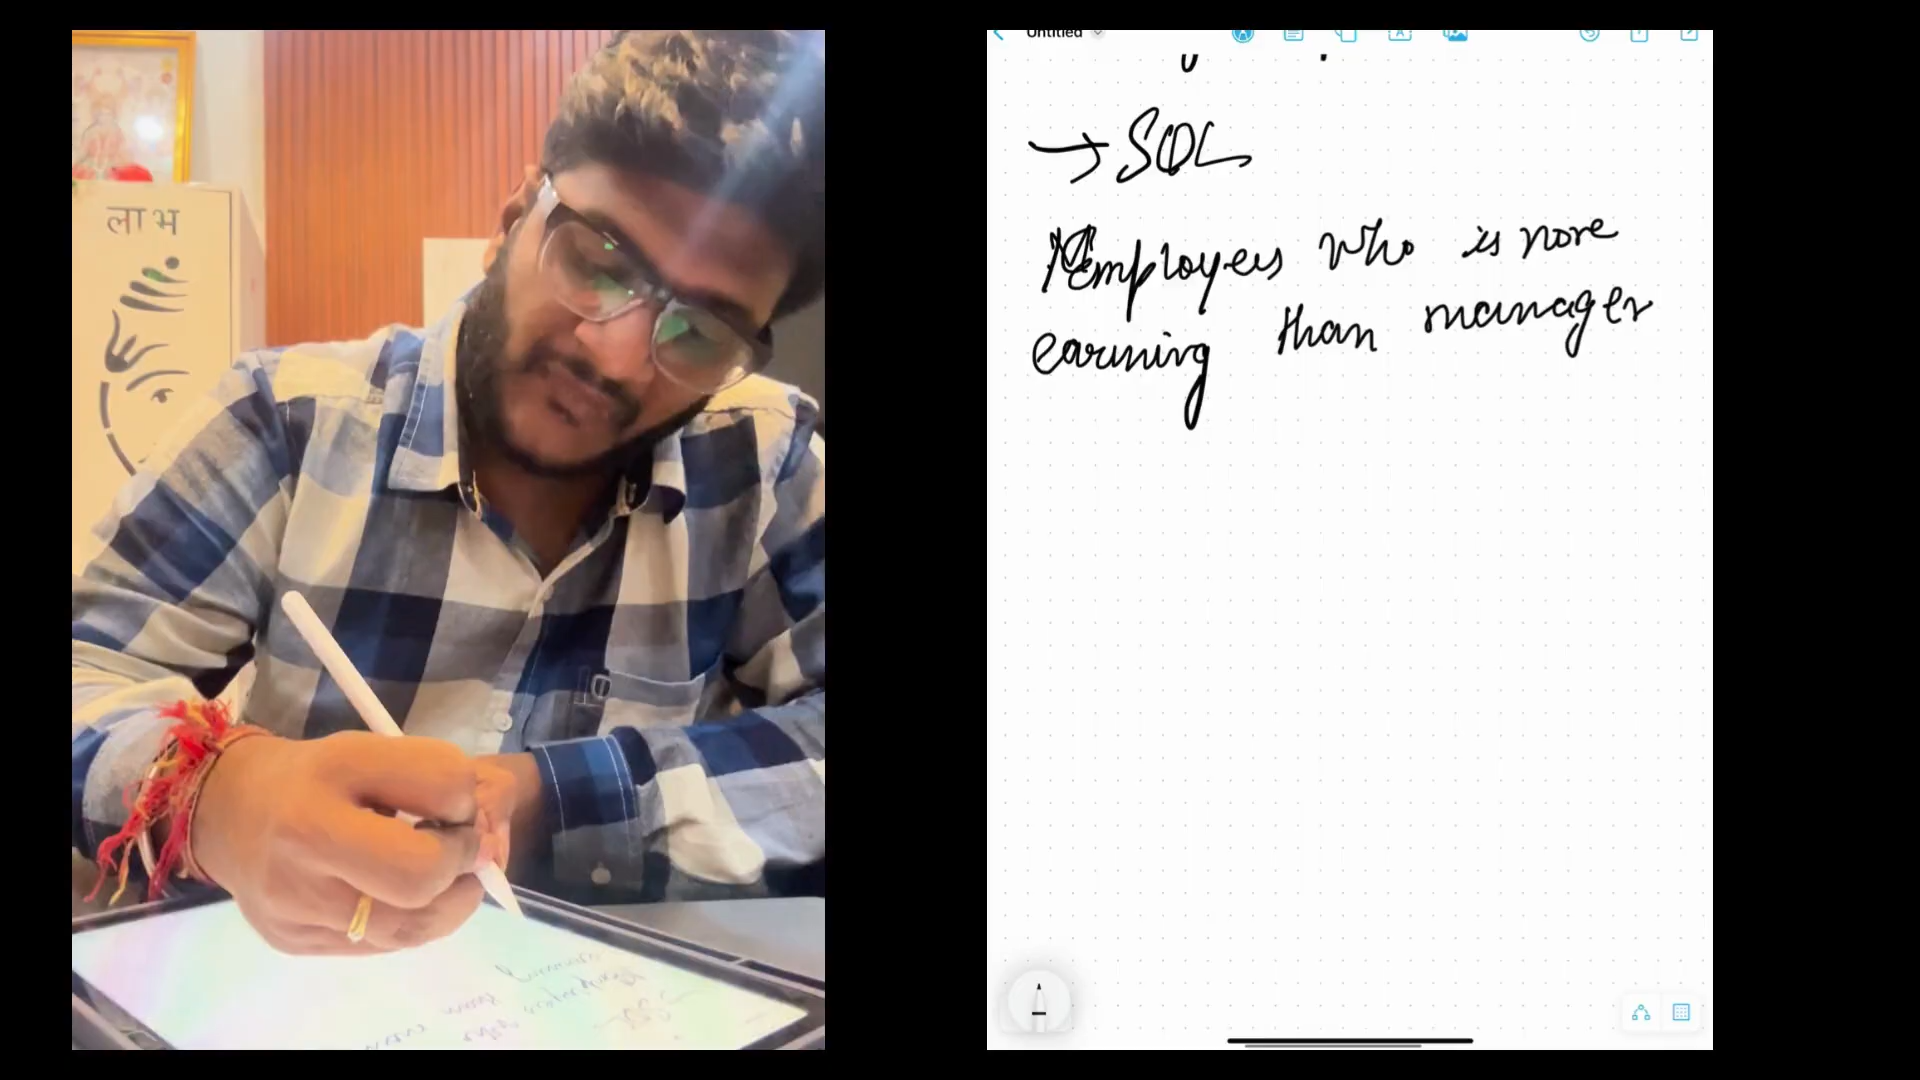 लाभ
Untitled
→ SQL
Employees who is more
earning than manager